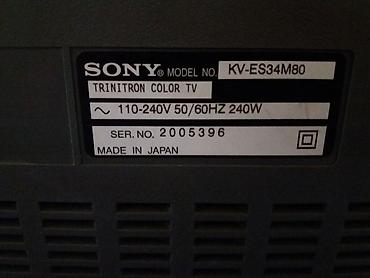 SONY® MODEL NO. KV-ES34M80
TRINITRON COLOR TV
~ 110-240V 50/60HZ 240W
SER. NO. 2005396
MADE IN JAPAN